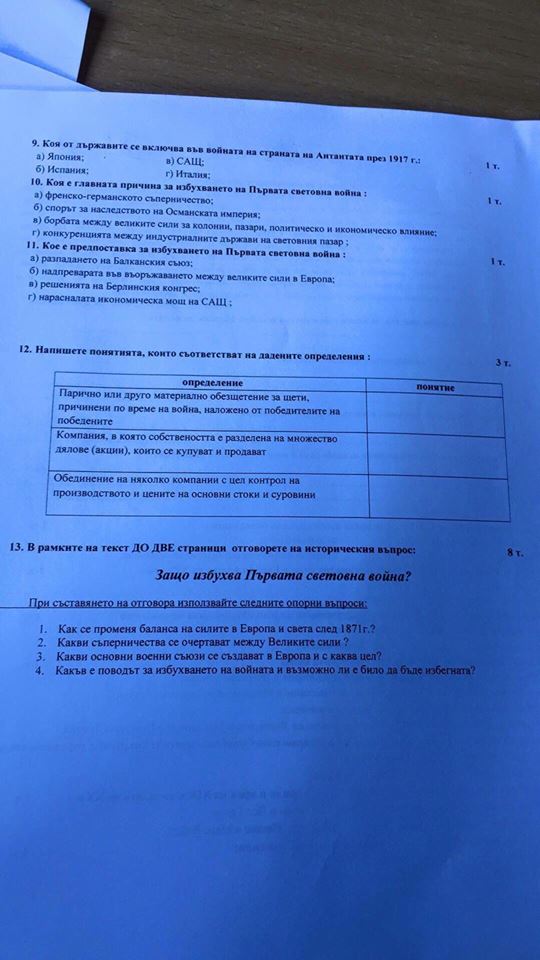 9. Коя от държавите се включва във войната на страната на Антантата през 1917 г.: 1 т.
а) Япония; в) САЩ;
б) Испания; г) Италия;
10. Коя е главната причина за избухването на Първата световна война : 1 т.
а) френско-германското съперничество;
б) спорът за наследството на Османската империя;
в) борбата между великите сили за колонии, пазари, политическо и икономическо влияние;
г) конкуренцията между индустриалните държави на световния пазар ;
11. Кое е предпоставка за избухването на Първата световна война : 1 т.
а) разпадането на Балканския съюз;
б) надпреварата във въоръжаването между великите сили в Европа;
в) решенията на Берлинския конгрес;
г) нарасналата икономическа мощ на САЩ ;
12. Напишете понятията, които съответстват на дадените определения : 3 т.
определение понятие
Парично или друго материално обезщетение за щети,
причинени по време на война, наложено от победителите на
победените
Компания, в която собствеността е разделена на множество
дялове (акции), които се купуват и продават
Обединение на няколко компании с цел контрол на
производството и цените на основни стоки и суровини
13. В рамките на текст ДО ДВЕ страници отговорете на историческия въпрос: 8 т.
Защо избухва Първата световна война?
При съставянето на отговора използвайте следните опорни въпроси:
1. Как се променя баланса на силите в Европа и света след 1871г.?
2. Какви съперничества се очертават между Великите сили ?
3. Какви основни военни съюзи се създават в Европа и с каква цел?
4. Какъв е поводът за избухването на войната и възможно ли е било да бъде избегната?